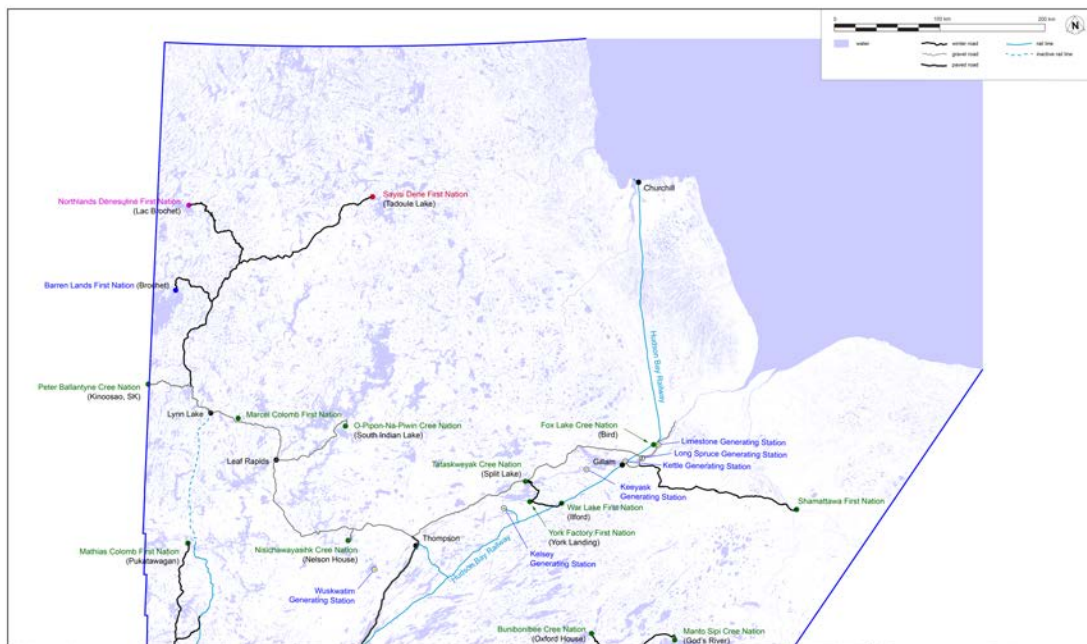 0
100 km
200 km
N
water
winter road
gravel road
paved road
rail line
inactive rail line
Churchill
Sayisi Dene First Nation
(Tadoule Lake)
Northlands Denesyliné First Nation
(Lac Brochet)
Barren Lands First Nation (Brochet)
Hudson Bay Railway
Peter Ballantyne Cree Nation
(Kinoosao, SK)
Lynn Lake
Marcel Colomb First Nation
O-Pipon-Na-Piwin Cree Nation
(South Indian Lake)
Fox Lake Cree Nation
(Bird)
Limestone Generating Station
Long Spruce Generating Station
Kettle Generating Station
Gillam
Leaf Rapids
Tataskweyak Cree Nation
(Split Lake)
Keeyask
Generating Station
Shamattawa First Nation
War Lake First Nation
(Ilford)
York Factory First Nation
(York Landing)
Thompson
Mathias Colomb First Nation
(Pukatawagan)
Nisichawayasihk Cree Nation
(Nelson House)
Kelsey
Generating Station
Hudson Bay Railway
Wuskwatim
Generating Station
Bunibonibee Cree Nation
(Oxford House)
Manto Sipi Cree Nation
(God's River)